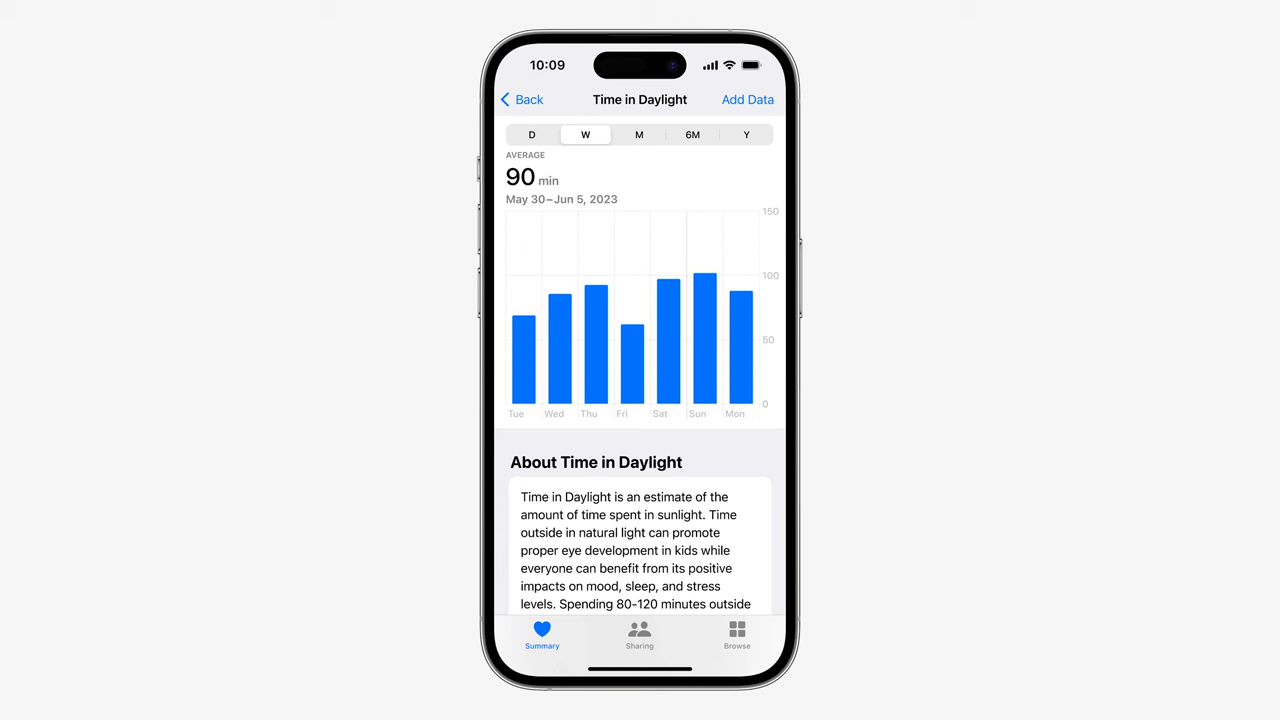 10:09
Back
Time in Daylight
Add Data
D W M 6M Y
AVERAGE
90 min
May 30–Jun 5, 2023
150
100
50
0
Tue Wed Thu Fri Sat Sun Mon
About Time in Daylight
Time in Daylight is an estimate of the
amount of time spent in sunlight. Time
outside in natural light can promote
proper eye development in kids while
everyone can benefit from its positive
impacts on mood, sleep, and stress
levels. Spending 80-120 minutes outside
Summary Sharing Browse